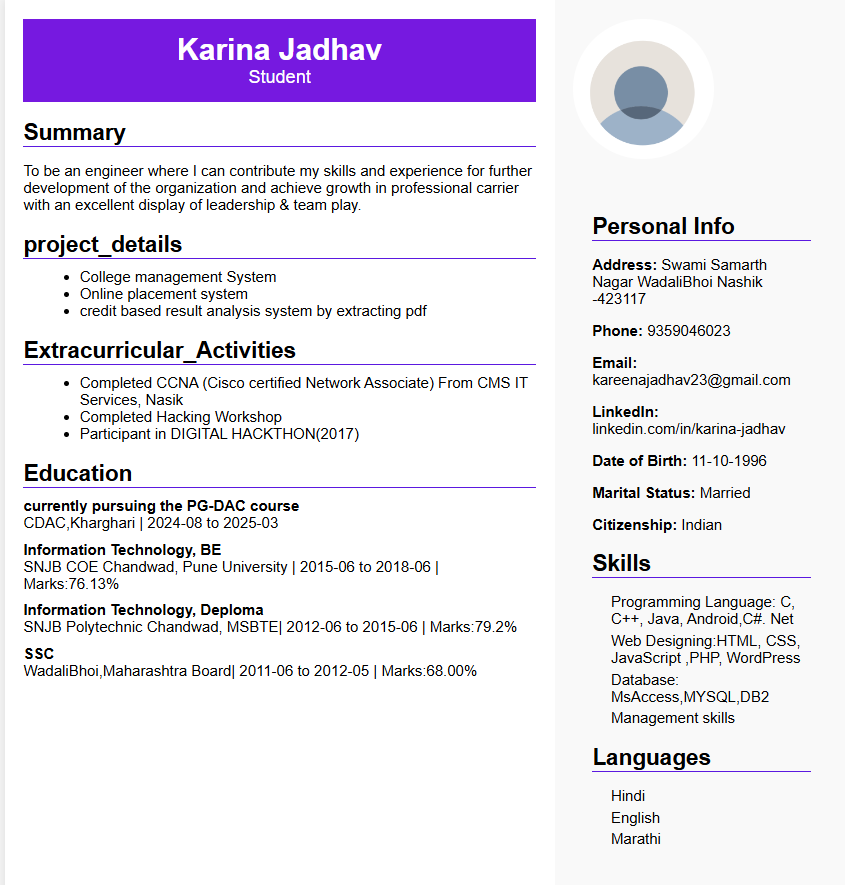 Karina Jadhav
Student
Summary
To be an engineer where I can contribute my skills and experience for further
development of the organization and achieve growth in professional carrier
with an excellent display of leadership & team play.
project_details
• College management System
• Online placement system
• credit based result analysis system by extracting pdf
Extracurricular_Activities
• Completed CCNA (Cisco certified Network Associate) From CMS IT
Services, Nasik
• Completed Hacking Workshop
• Participant in DIGITAL HACKTHON(2017)
Education
currently pursuing the PG-DAC course
CDAC,Kharghari | 2024-08 to 2025-03
Information Technology, BE
SNJB COE Chandwad, Pune University | 2015-06 to 2018-06 |
Marks:76.13%
Information Technology, Deploma
SNJB Polytechnic Chandwad, MSBTE| 2012-06 to 2015-06 | Marks:79.2%
SSC
WadaliBhoi,Maharashtra Board| 2011-06 to 2012-05 | Marks:68.00%
Personal Info
Address: Swami Samarth
Nagar WadaliBhoi Nashik
-423117
Phone: 9359046023
Email:
kareenajadhav23@gmail.com
LinkedIn:
linkedin.com/in/karina-jadhav
Date of Birth: 11-10-1996
Marital Status: Married
Citizenship: Indian
Skills
Programming Language: C,
C++, Java, Android,C#. Net
Web Designing:HTML, CSS,
JavaScript ,PHP, WordPress
Database:
MsAccess,MYSQL,DB2
Management skills
Languages
Hindi
English
Marathi